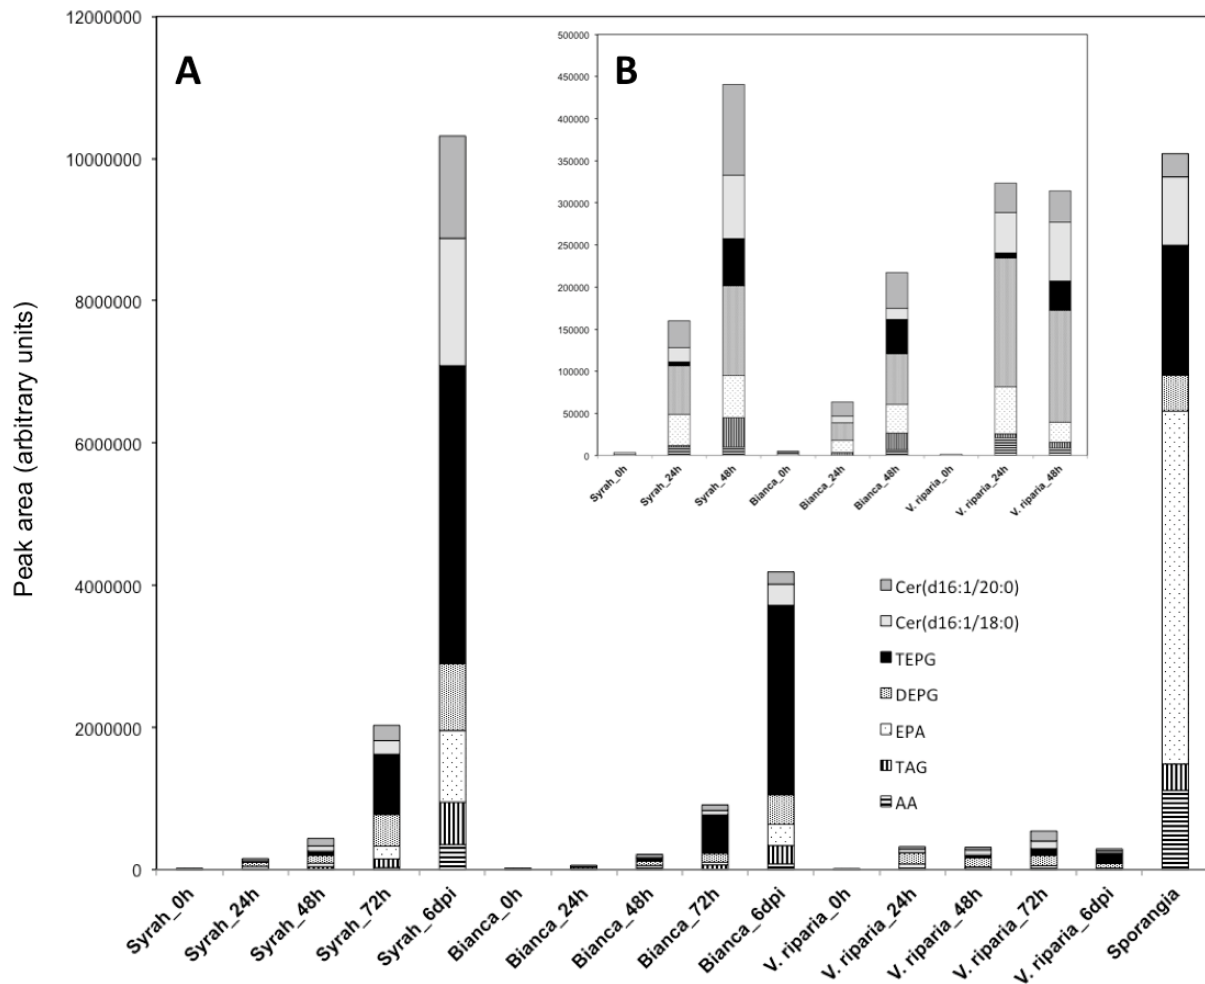 A
B
Peak area (arbitrary units)
12000000
10000000
8000000
6000000
4000000
2000000
0
500000
450000
400000
350000
300000
250000
200000
150000
100000
50000
0
Syrah_0h
Syrah_24h
Syrah_48h
Bianca_0h
Bianca_24h
Bianca_48h
V. riparia_0h
V. riparia_24h
V. riparia_48h
Cer(d16:1/20:0)
Cer(d16:1/18:0)
TEPG
DEPG
EPA
TAG
AA
Syrah_0h
Syrah_24h
Syrah_48h
Syrah_72h
Syrah_6dpi
Bianca_0h
Bianca_24h
Bianca_48h
Bianca_72h
Bianca_6dpi
V. riparia_0h
V. riparia_24h
V. riparia_48h
V. riparia_72h
V. riparia_6dpi
Sporangia